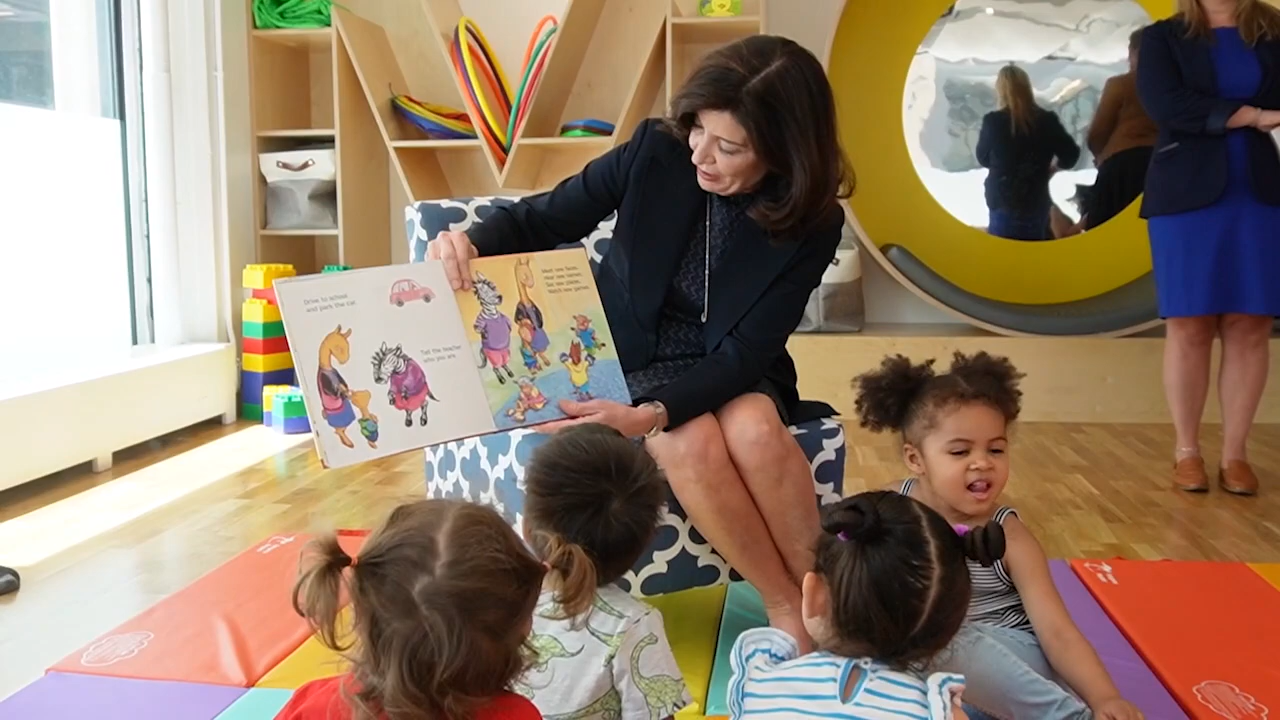 Drive to school
and park the car.
Tell the teacher
who you are.
Meet new faces.
Hear new names.
See new places.
Watch new games.